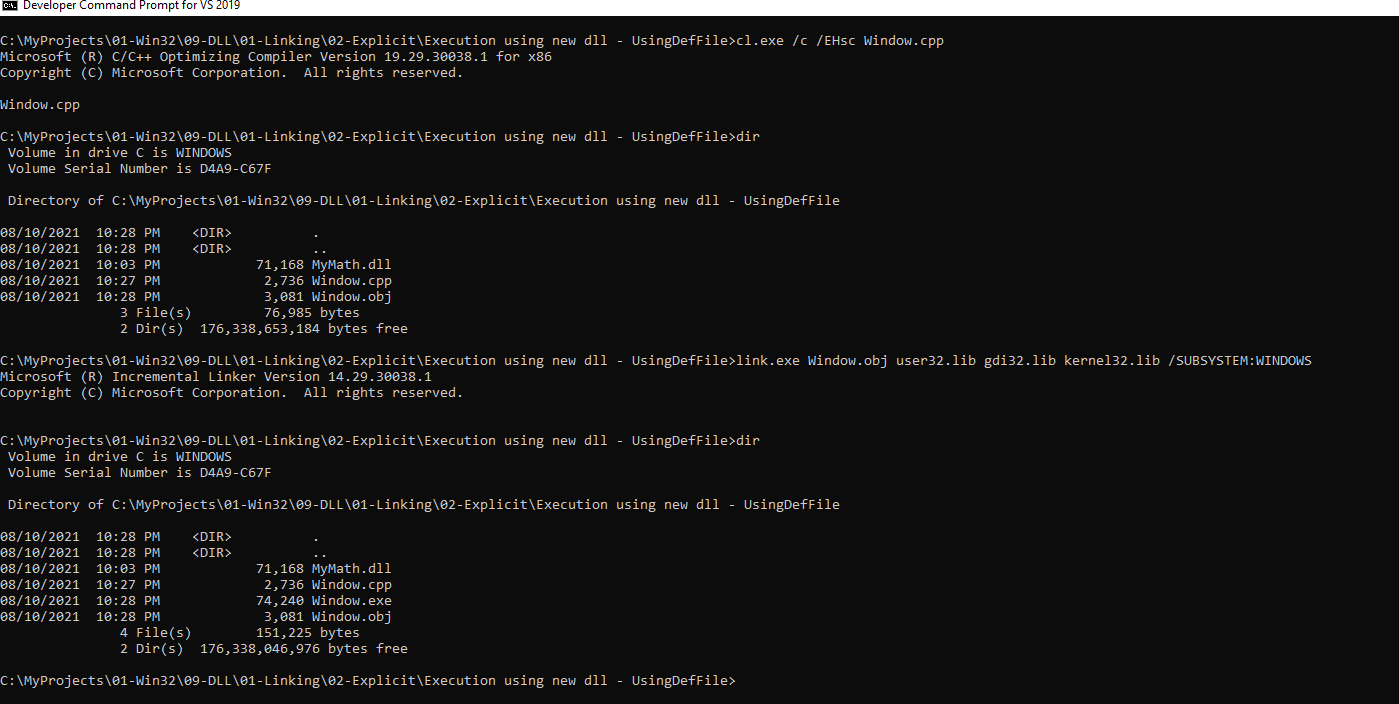 Developer Command Prompt for VS 2019
C:\MyProjects\01-Win32\09-DLL\01-Linking\02-Explicit\Execution using new dll - UsingDefFile>cl.exe /c /EHsc Window.cpp
Microsoft (R) C/C++ Optimizing Compiler Version 19.29.30038.1 for x86
Copyright (C) Microsoft Corporation.  All rights reserved.
Window.cpp
C:\MyProjects\01-Win32\09-DLL\01-Linking\02-Explicit\Execution using new dll - UsingDefFile>dir
 Volume in drive C is WINDOWS
 Volume Serial Number is D4A9-C67F
 Directory of C:\MyProjects\01-Win32\09-DLL\01-Linking\02-Explicit\Execution using new dll - UsingDefFile
08/10/2021  10:28 PM    <DIR>          .
08/10/2021  10:28 PM    <DIR>          ..
08/10/2021  10:03 PM            71,168 MyMath.dll
08/10/2021  10:27 PM             2,736 Window.cpp
08/10/2021  10:28 PM             3,081 Window.obj
               3 File(s)         76,985 bytes
               2 Dir(s)  176,338,653,184 bytes free
C:\MyProjects\01-Win32\09-DLL\01-Linking\02-Explicit\Execution using new dll - UsingDefFile>link.exe Window.obj user32.lib gdi32.lib kernel32.lib /SUBSYSTEM:WINDOWS
Microsoft (R) Incremental Linker Version 14.29.30038.1
Copyright (C) Microsoft Corporation.  All rights reserved.
C:\MyProjects\01-Win32\09-DLL\01-Linking\02-Explicit\Execution using new dll - UsingDefFile>dir
 Volume in drive C is WINDOWS
 Volume Serial Number is D4A9-C67F
 Directory of C:\MyProjects\01-Win32\09-DLL\01-Linking\02-Explicit\Execution using new dll - UsingDefFile
08/10/2021  10:28 PM    <DIR>          .
08/10/2021  10:28 PM    <DIR>          ..
08/10/2021  10:03 PM            71,168 MyMath.dll
08/10/2021  10:27 PM             2,736 Window.cpp
08/10/2021  10:28 PM            74,240 Window.exe
08/10/2021  10:28 PM             3,081 Window.obj
               4 File(s)        151,225 bytes
               2 Dir(s)  176,338,046,976 bytes free
C:\MyProjects\01-Win32\09-DLL\01-Linking\02-Explicit\Execution using new dll - UsingDefFile>